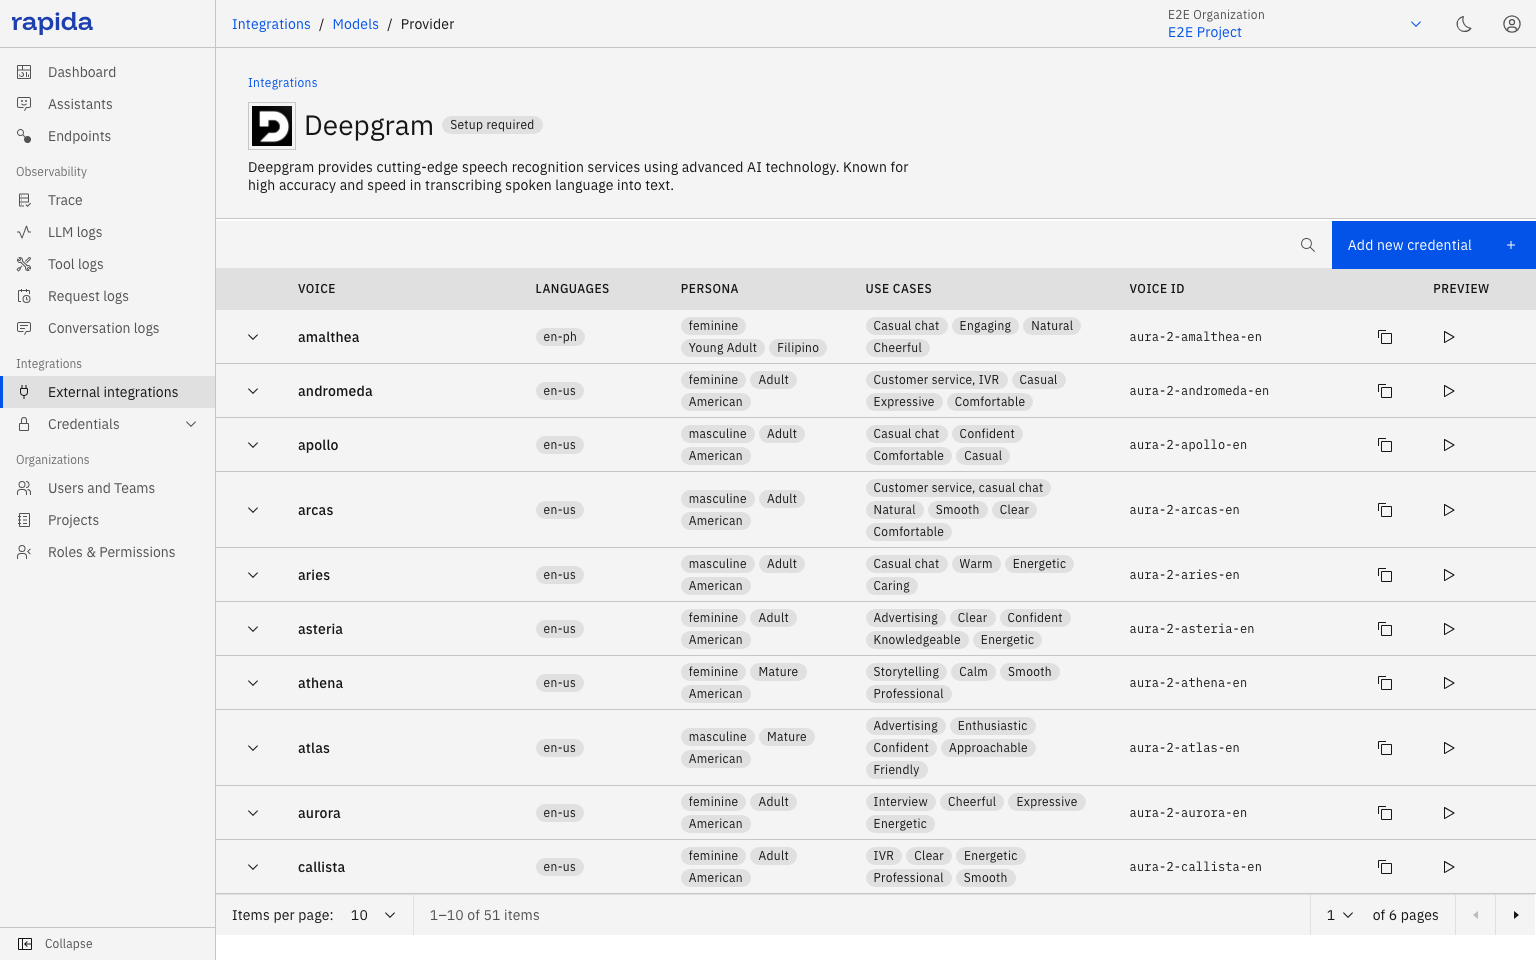 rapida
Integrations / Models / Provider
E2E Organization
E2E Project
Dashboard
Assistants
Endpoints
Observability
Trace
LLM logs
Tool logs
Request logs
Conversation logs
Integrations
External integrations
Credentials
Organizations
Users and Teams
Projects
Roles & Permissions
Collapse
Integrations
Deepgram Setup required
Deepgram provides cutting-edge speech recognition services using advanced AI technology. Known for
high accuracy and speed in transcribing spoken language into text.
Add new credential
VOICE LANGUAGES PERSONA USE CASES VOICE ID PREVIEW
amalthea en-ph feminine Young Adult Filipino Casual chat Engaging Natural Cheerful aura-2-amalthea-en
andromeda en-us feminine Adult American Customer service, IVR Casual Expressive Comfortable aura-2-andromeda-en
apollo en-us masculine Adult American Casual chat Confident Comfortable Casual aura-2-apollo-en
arcas en-us masculine Adult American Customer service, casual chat Natural Smooth Clear Comfortable aura-2-arcas-en
aries en-us masculine Adult American Casual chat Warm Energetic Caring aura-2-aries-en
asteria en-us feminine Adult American Advertising Clear Confident Knowledgeable Energetic aura-2-asteria-en
athena en-us feminine Mature American Storytelling Calm Smooth Professional aura-2-athena-en
atlas en-us masculine Mature American Advertising Enthusiastic Confident Approachable Friendly aura-2-atlas-en
aurora en-us feminine Adult American Interview Cheerful Expressive Energetic aura-2-aurora-en
callista en-us feminine Adult American IVR Clear Energetic Professional Smooth aura-2-callista-en
Items per page: 10 1–10 of 51 items 1 of 6 pages